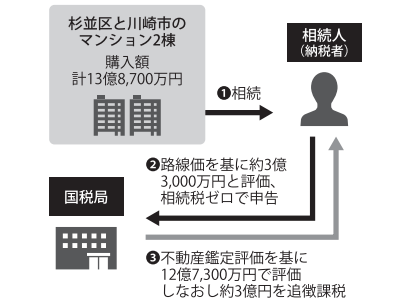 杉並区と川崎市の
マンション2棟
購入額
計13億8,700万円
❶相続
相続人
(納税者)
❷路線価を基に約3億
3,000万円と評価、
相続税ゼロで申告
国税局
❸不動産鑑定評価を基に
12億7,300万円で評価
しなおし約3億円を追徴課税